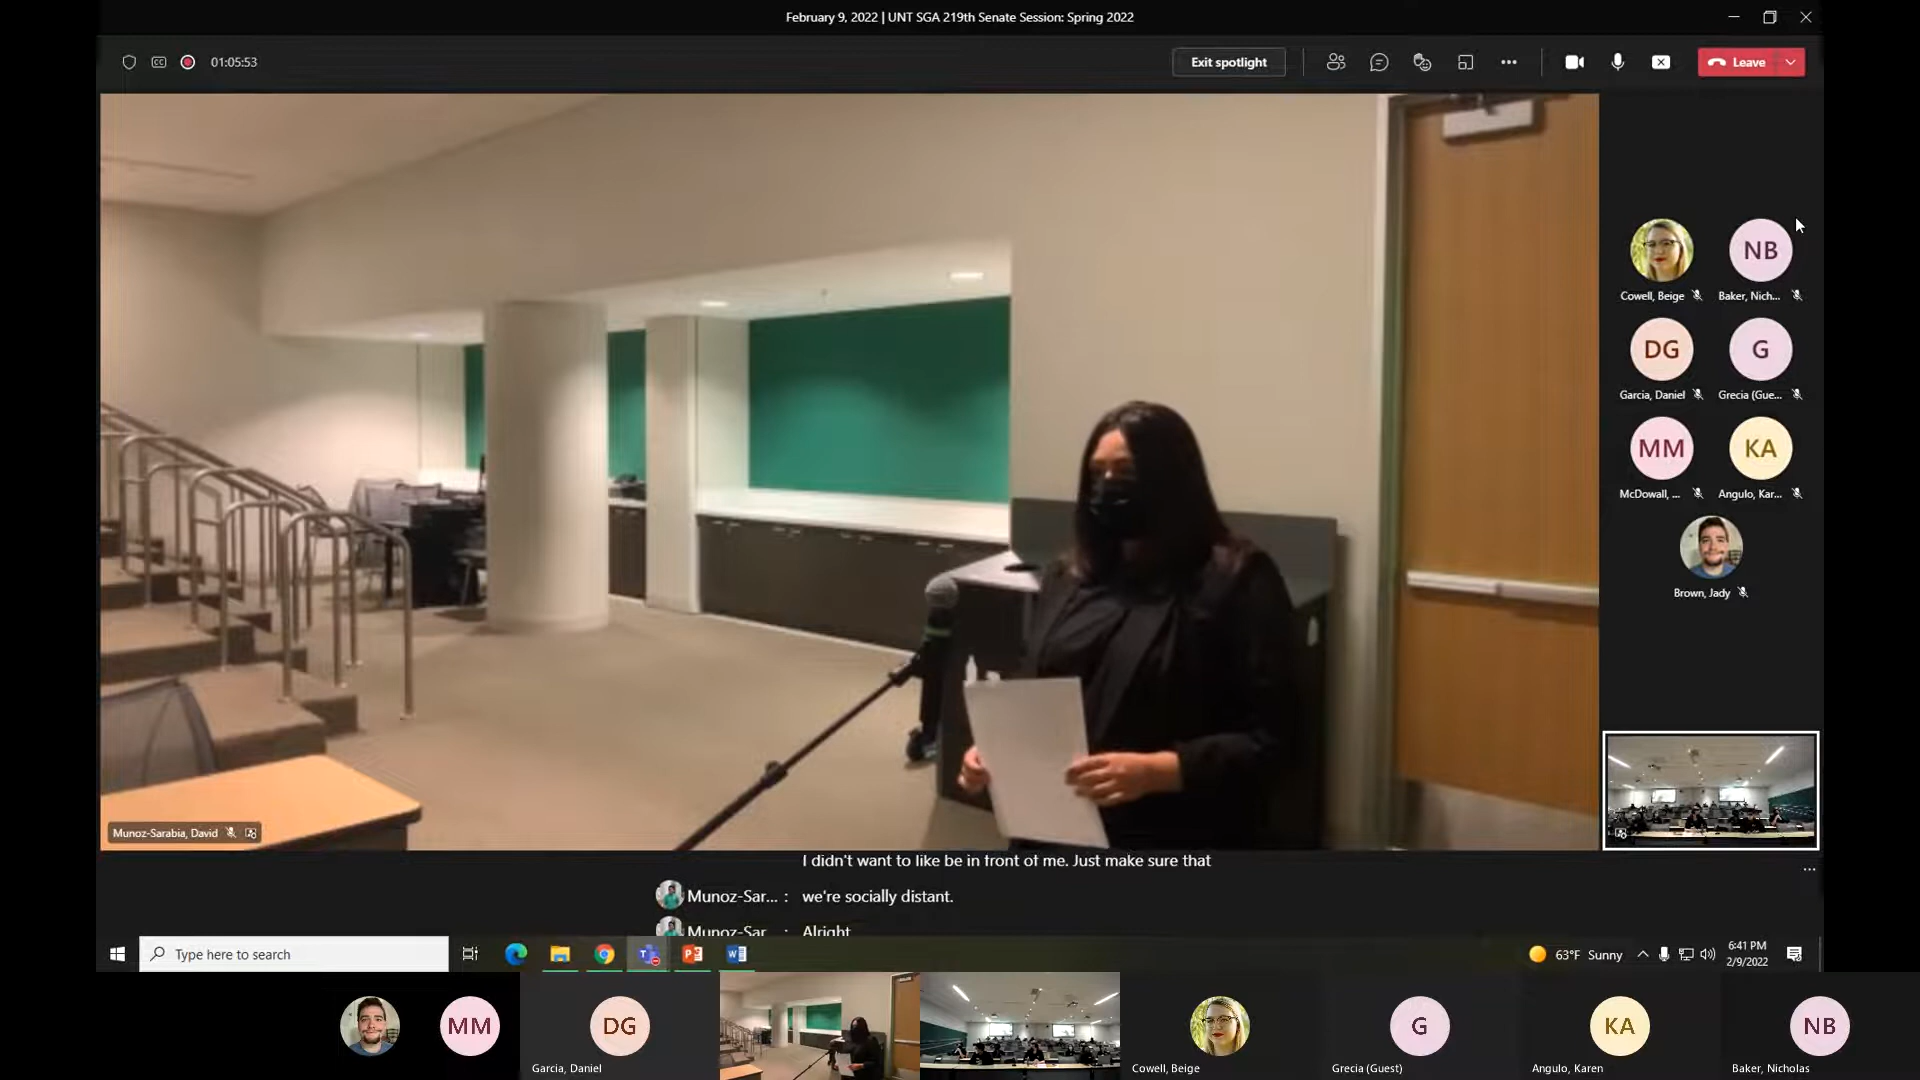 February 9, 2022 | UNT SGA 219th Senate Session: Spring 2022
CC
01:05:53
Exit spotlight
Leave
Cowell, Beige
NB
Baker, Nich...
DG
Garcia, Daniel
G
Grecia (Gue...
MM
McDowall, ...
KA
Angulo, Kar...
Brown, Jady
Munoz-Sarabia, David
I didn't want to like be in front of me. Just make sure that
Munoz-Sar... : we're socially distant.
Munoz-Sar... : Alright
Type here to search
63°F Sunny
6:41 PM
2/9/2022
MM
DG
Garcia, Daniel
Cowell, Beige
G
Grecia (Guest)
KA
Angulo, Karen
NB
Baker, Nicholas